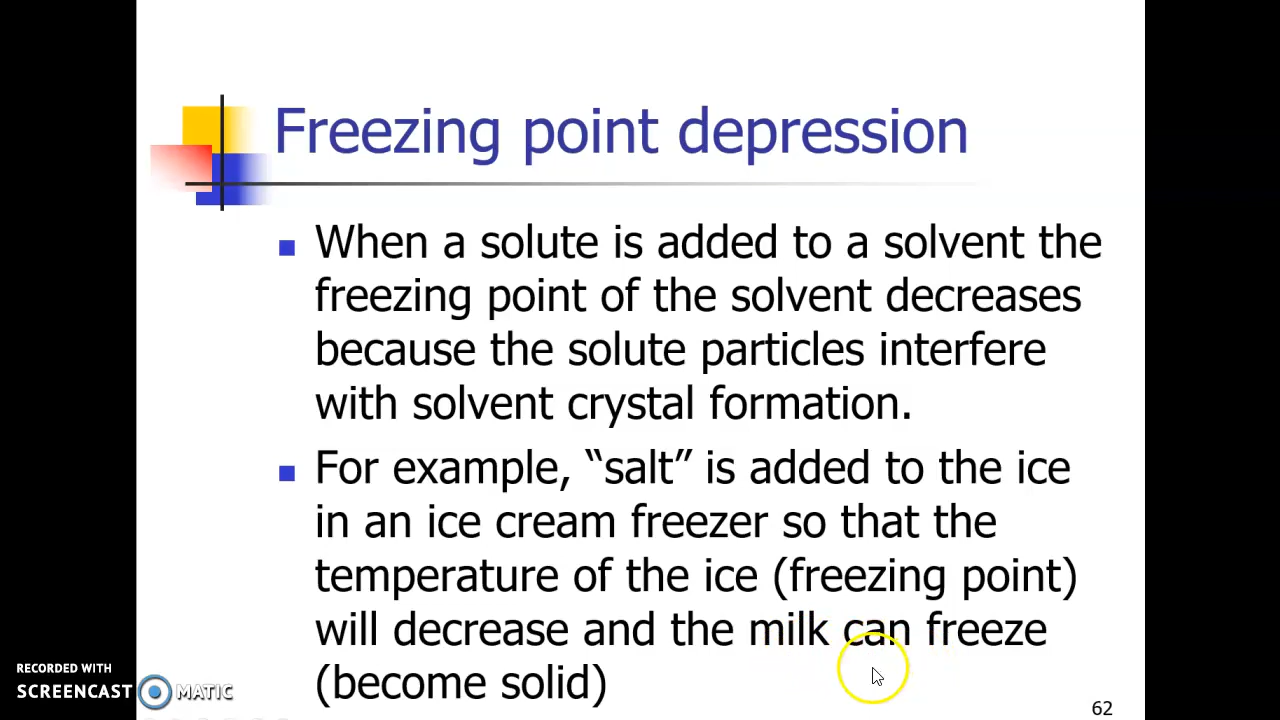 Freezing point depression
When a solute is added to a solvent the
freezing point of the solvent decreases
because the solute particles interfere
with solvent crystal formation.
For example, “salt” is added to the ice
in an ice cream freezer so that the
temperature of the ice (freezing point)
will decrease and the milk can freeze
(become solid)
62
RECORDED WITH
SCREENCAST MATIC